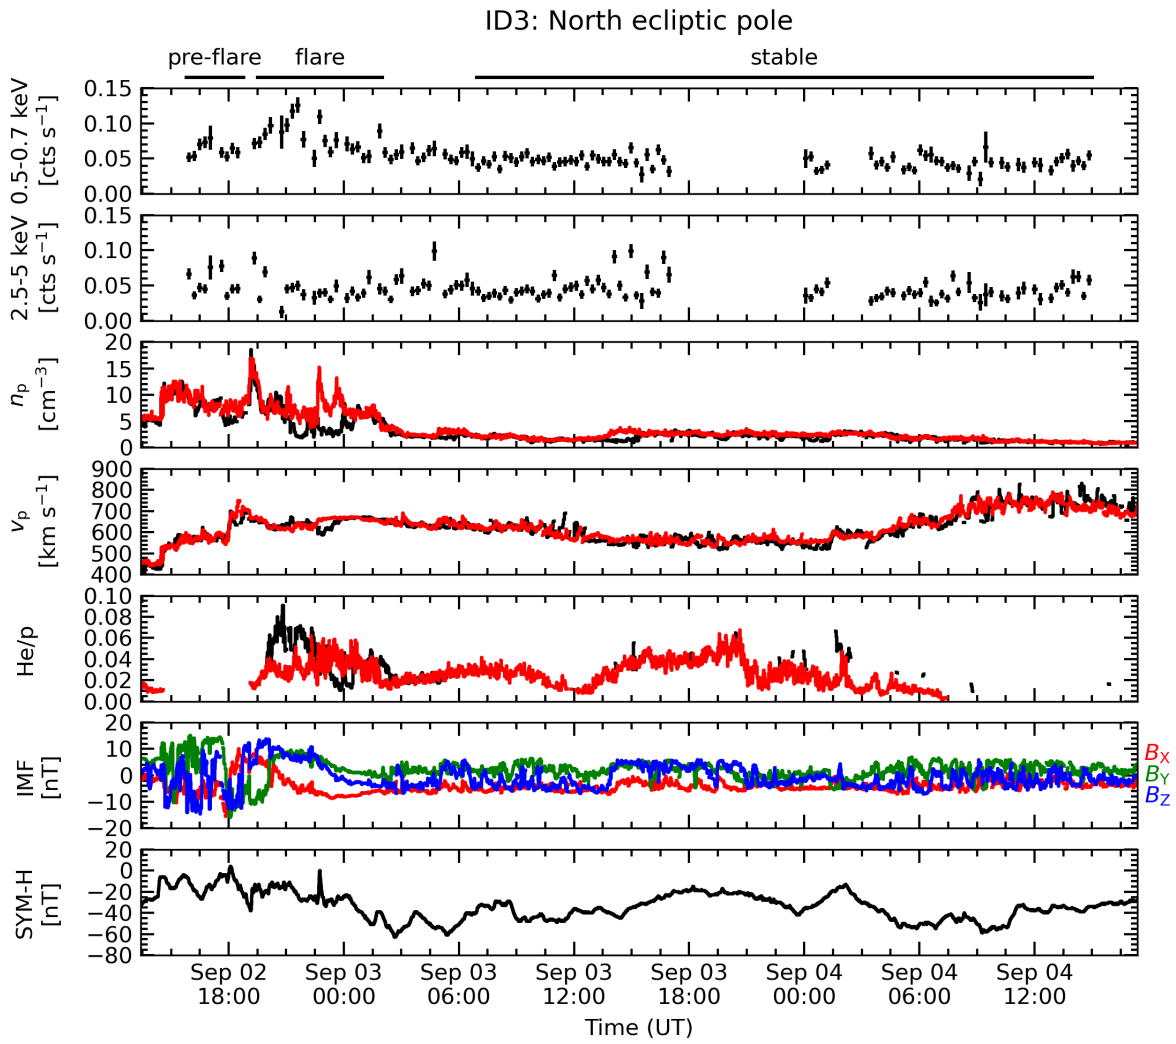 ID3: North ecliptic pole
pre-flare flare stable
0.5-0.7 keV
[cts s⁻¹]
0.15
0.10
0.05
0.00
2.5-5 keV
[cts s⁻¹]
0.15
0.10
0.05
0.00
nₚ
[cm⁻³]
20
15
10
5
0
vₚ
[km s⁻¹]
900
800
700
600
500
400
He/p
0.10
0.08
0.06
0.04
0.02
0.00
IMF
[nT]
20
10
0
−10
−20
B_X
B_Y
B_Z
SYM-H
[nT]
20
0
−20
−40
−60
−80
Sep 02 Sep 03 Sep 03 Sep 03 Sep 03 Sep 04 Sep 04 Sep 04
18:00 00:00 06:00 12:00 18:00 00:00 06:00 12:00
Time (UT)